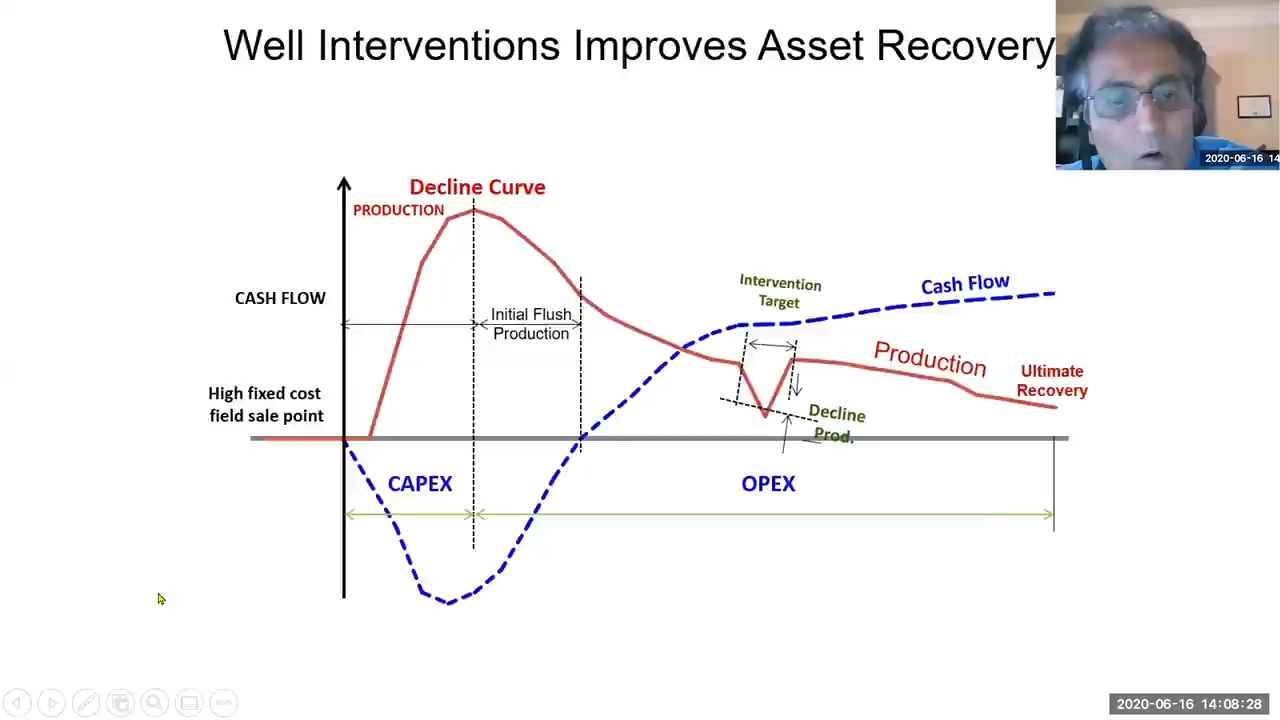 Well Interventions Improves Asset Recovery
2020-06-16 14
Decline Curve
PRODUCTION
CASH FLOW
Initial Flush
Production
Intervention
Target
Cash Flow
Production
Ultimate
Recovery
High fixed cost
field sale point
Decline
Prod.
CAPEX
OPEX
2020-06-16 14:08:28